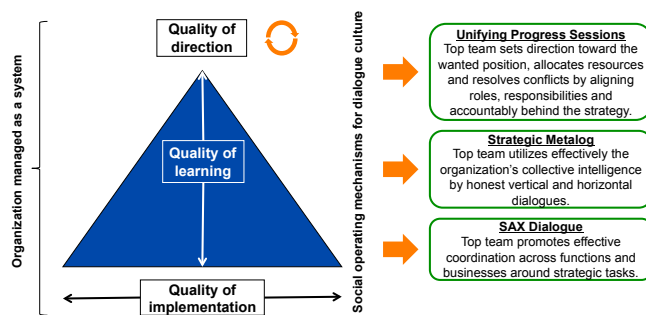 Organization managed as a system
Quality of
direction
Quality of
learning
Quality of
implementation
Social operating mechanisms for dialogue culture
Unifying Progress Sessions
Top team sets direction toward the
wanted position, allocates resources
and resolves conflicts by aligning
roles, responsibilities and
accountably behind the strategy.
Strategic Metalog
Top team utilizes effectively the
organization's collective intelligence
by honest vertical and horizontal
dialogues.
SAX Dialogue
Top team promotes effective
coordination across functions and
businesses around strategic tasks.